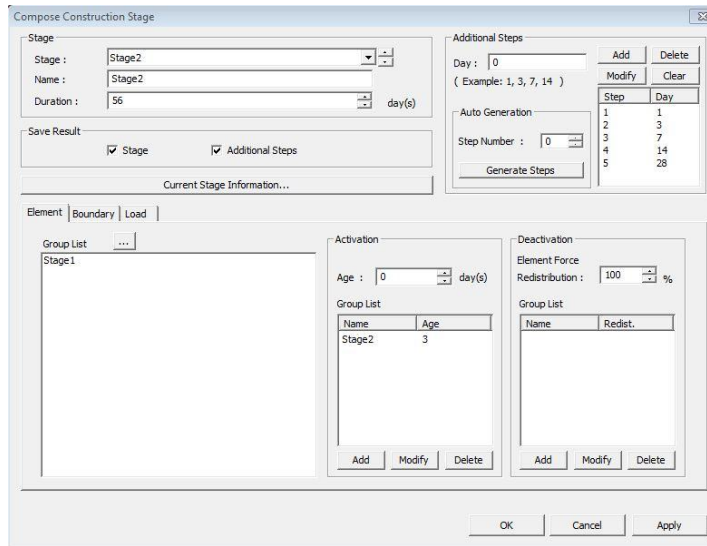 Compose Construction Stage
Stage
Stage :
Stage2
Name :
Stage2
Duration :
56
day(s)
Save Result
Stage
Additional Steps
Current Stage Information...
Additional Steps
Day :
0
( Example: 1, 3, 7, 14 )
Auto Generation
Step Number :
0
Generate Steps
Add
Delete
Modify
Clear
Step Day
1 1
2 3
3 7
4 14
5 28
Element
Boundary
Load
Group List
...
Stage1
Activation
Age :
0
day(s)
Group List
Name Age
Stage2 3
Add
Modify
Delete
Deactivation
Element Force
Redistribution :
100
%
Group List
Name Redist.
Add
Modify
Delete
OK
Cancel
Apply